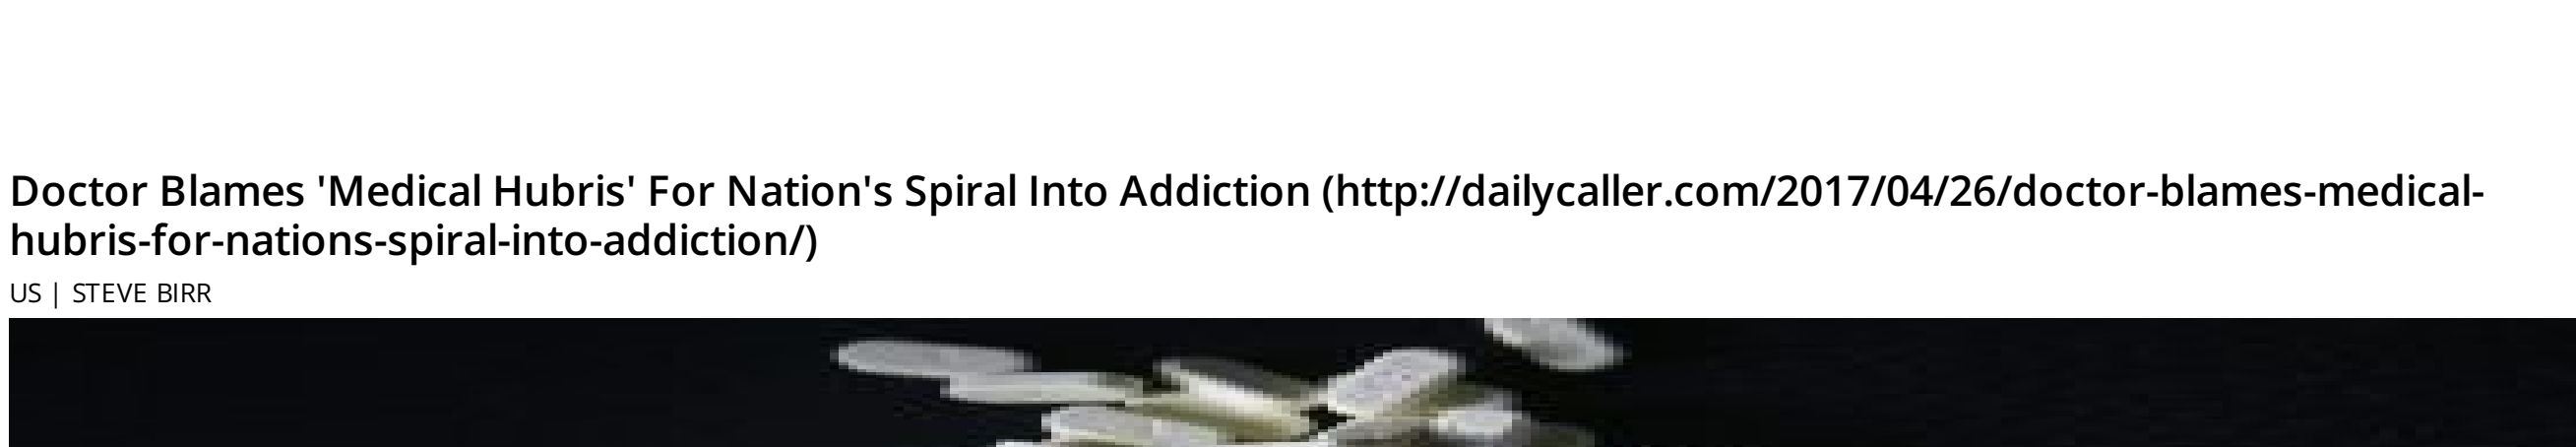 Doctor Blames 'Medical Hubris' For Nation's Spiral Into Addiction (http://dailycaller.com/2017/04/26/doctor-blames-medical-
hubris-for-nations-spiral-into-addiction/)
US | STEVE BIRR